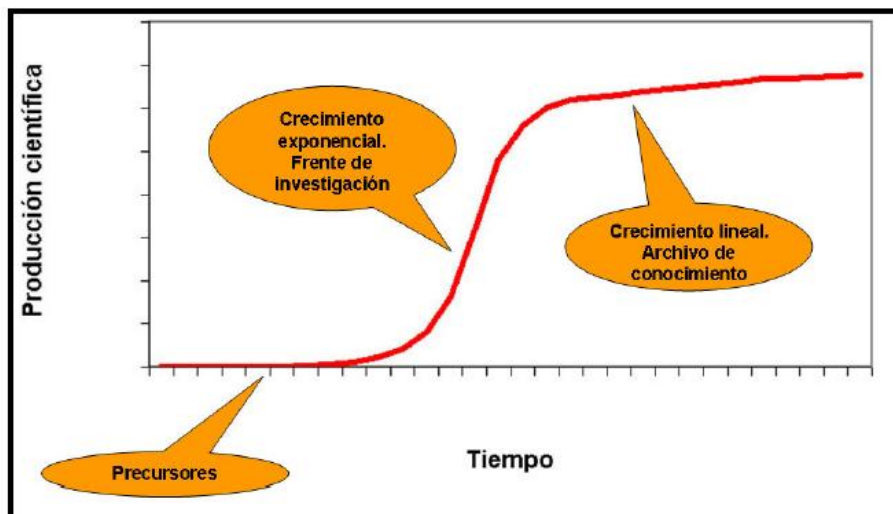 Producción científica
Crecimiento
exponencial.
Frente de
investigación
Crecimiento lineal.
Archivo de
conocimiento
Precursores
Tiempo